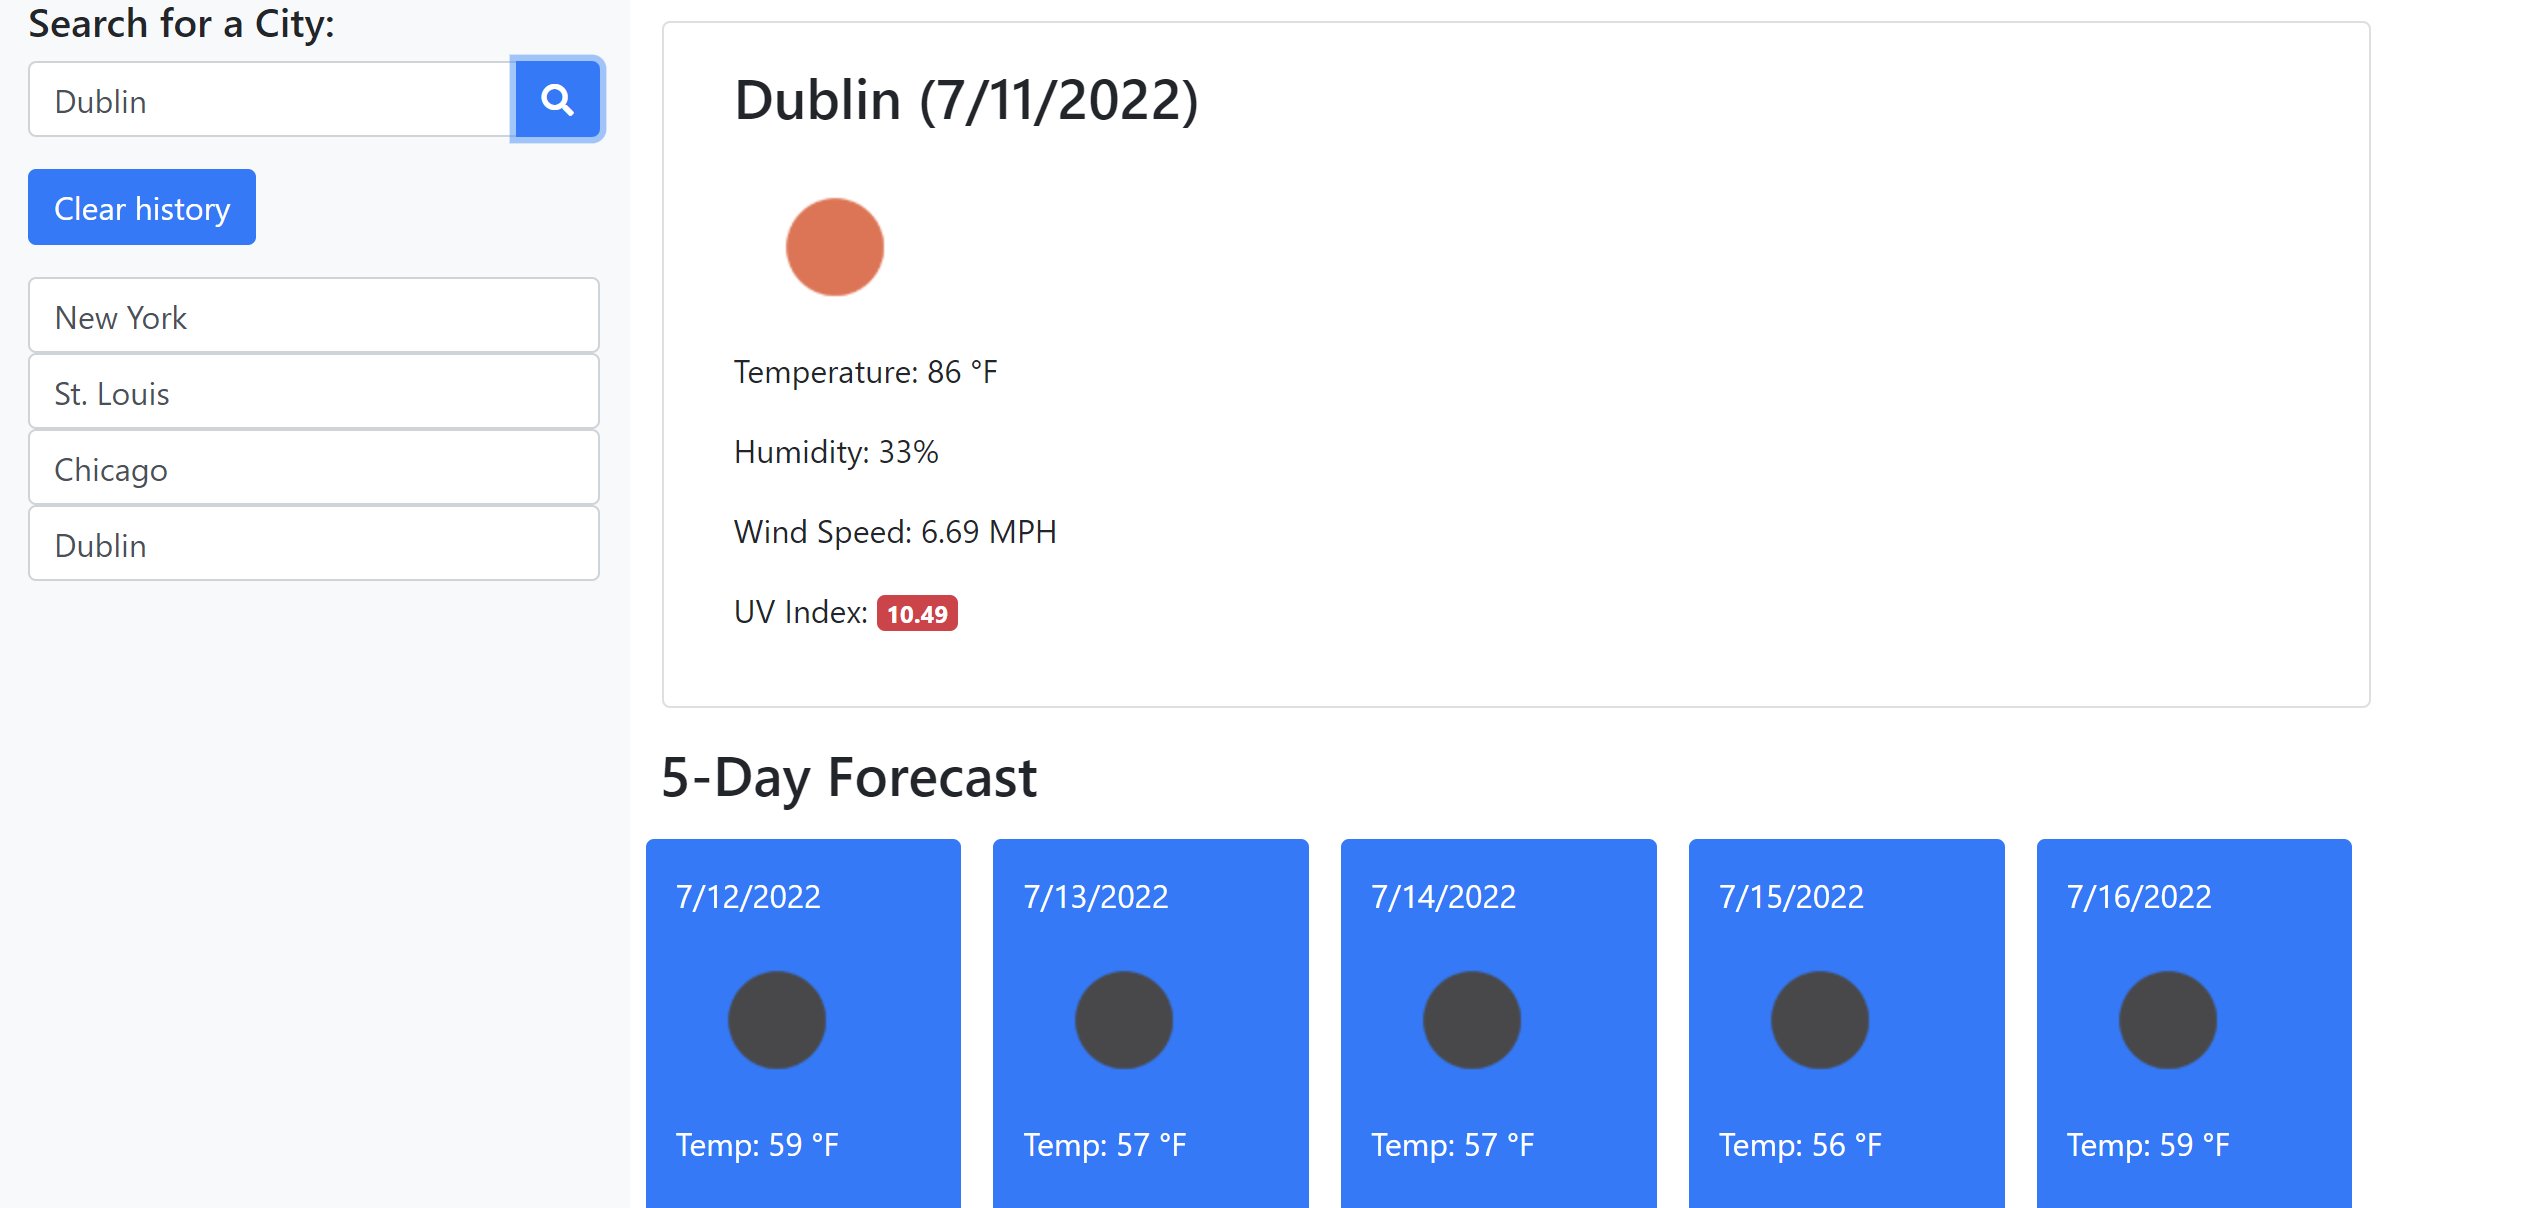 Search for a City:
Dublin
Clear history
New York
St. Louis
Chicago
Dublin
Dublin (7/11/2022)
Temperature: 86 °F
Humidity: 33%
Wind Speed: 6.69 MPH
UV Index: 10.49
5-Day Forecast
7/12/2022
Temp: 59 °F
7/13/2022
Temp: 57 °F
7/14/2022
Temp: 57 °F
7/15/2022
Temp: 56 °F
7/16/2022
Temp: 59 °F